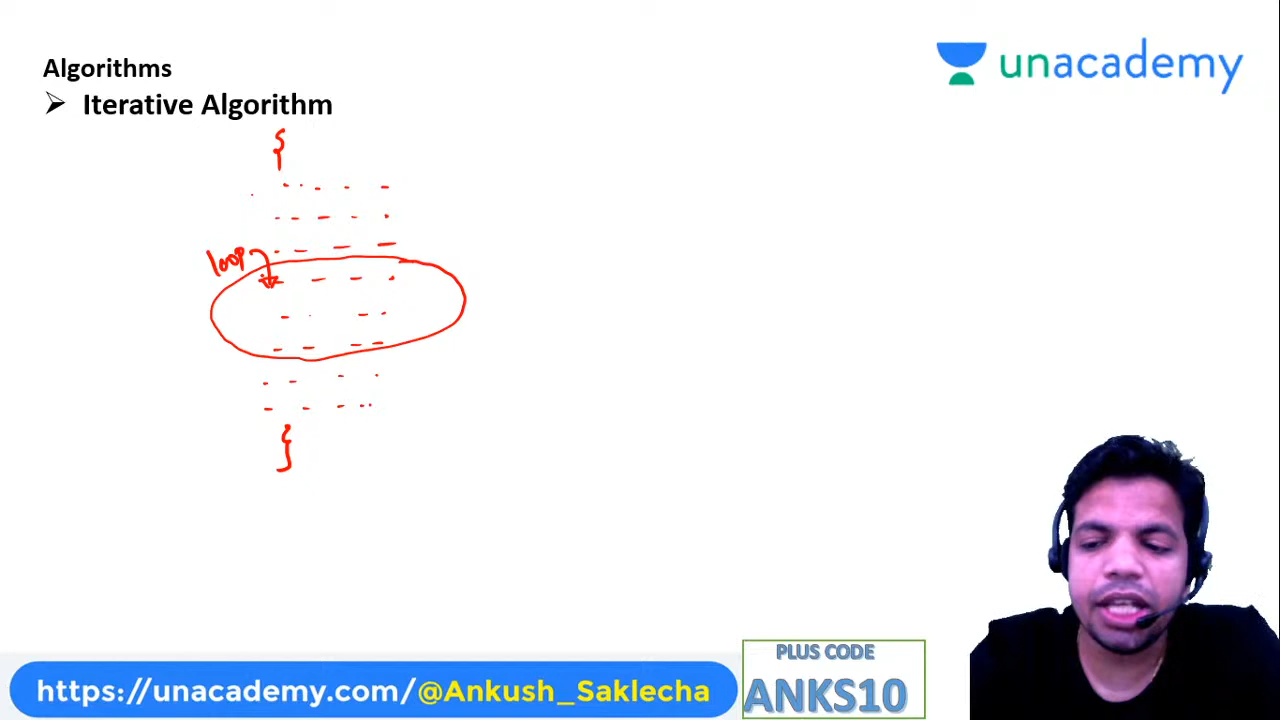 Algorithms
unacademy
➢ Iterative Algorithm
{
loop
}
https://unacademy.com/@Ankush_Saklecha
PLUS CODE
ANKS10